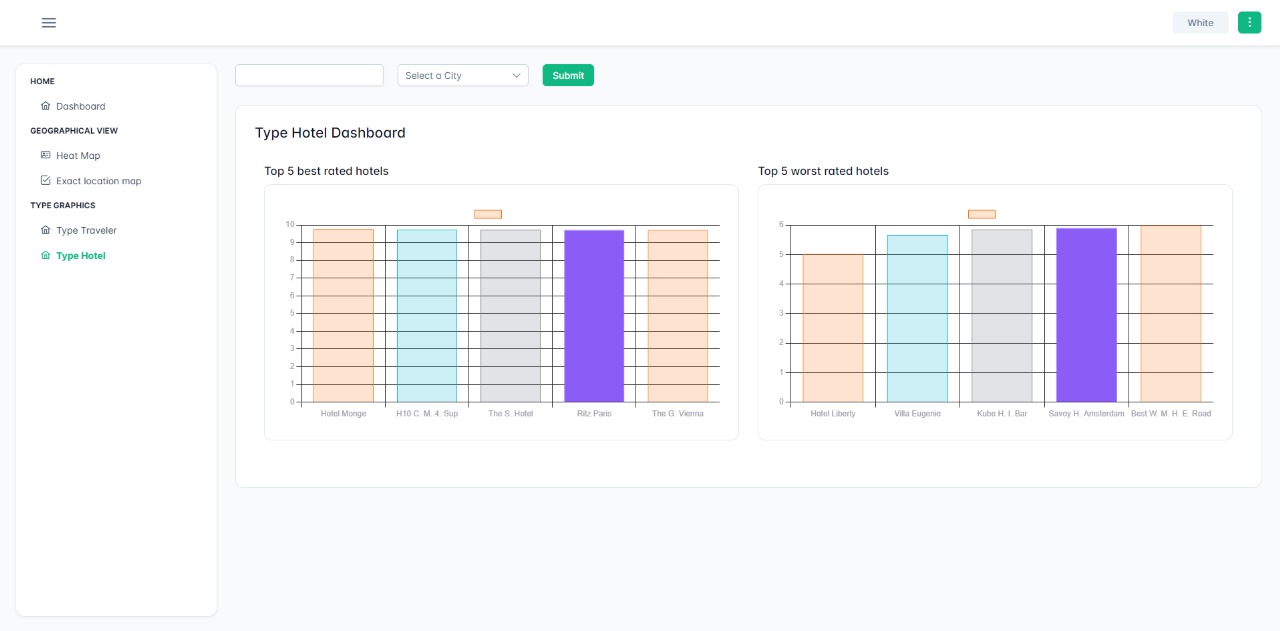 White
HOME
Dashboard
GEOGRAPHICAL VIEW
Heat Map
Exact location map
TYPE GRAPHICS
Type Traveler
Type Hotel
Select a City
Submit
Type Hotel Dashboard
Top 5 best rated hotels
10
9
8
7
6
5
4
3
2
1
0
Hotel Monge
H10 C. M. 4. Sup
The S. Hotel
Ritz Paris
The G. Vienna
Top 5 worst rated hotels
6
5
4
3
2
1
0
Hotel Liberty
Villa Eugenie
Kube H. I. Bar
Savoy H. Amsterdam
Best W. M. H. E. Road